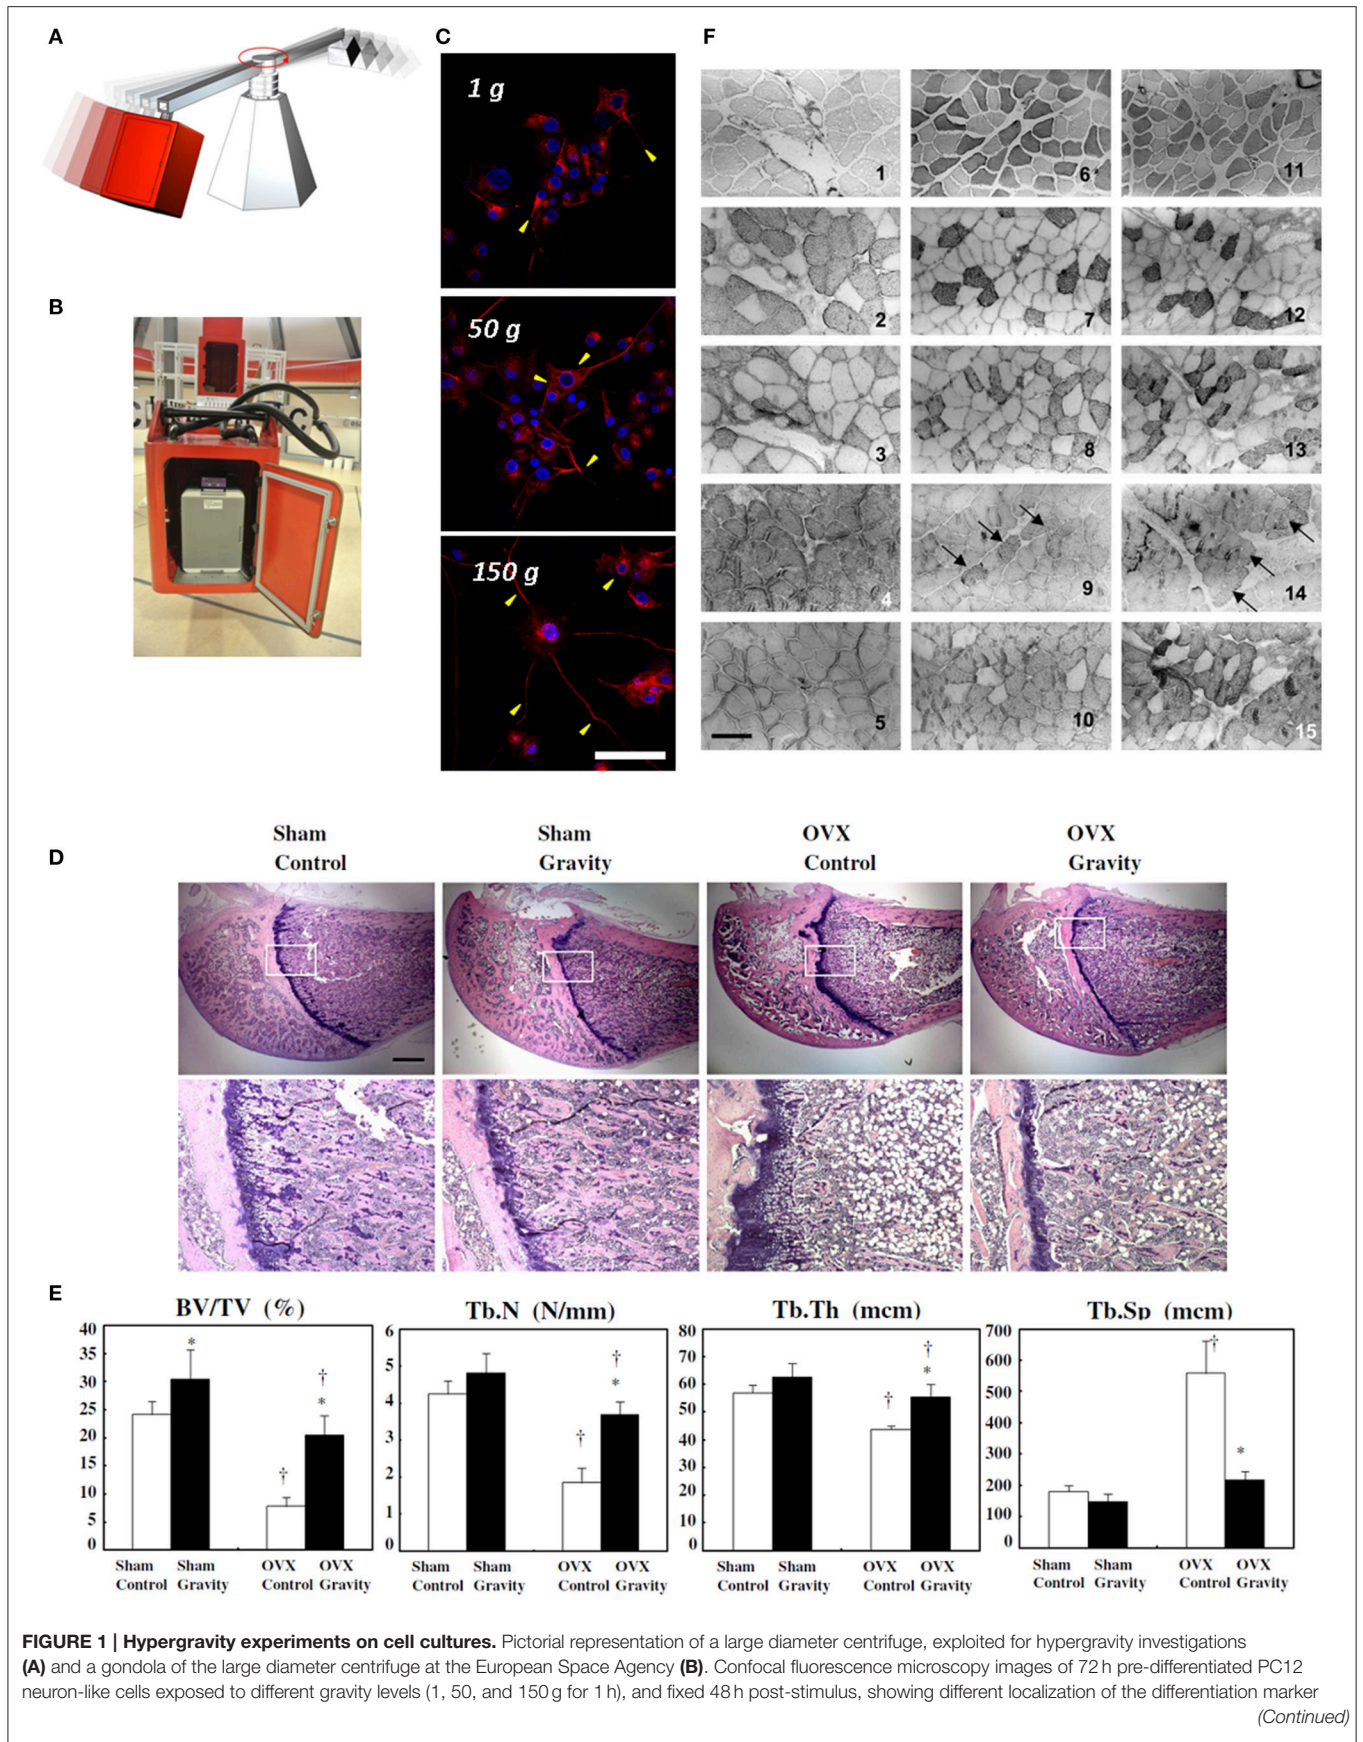 A
C
F
1 g
1
6
11
B
2
7
12
50 g
3
8
13
4
9
14
150 g
5
10
15
Sham
Control
Sham
Gravity
OVX
Control
OVX
Gravity
D
E
BV/TV (%)
40
35
30
25
20
15
10
5
0
*
†
†
*
Sham
Control
Sham
Gravity
OVX
Control
OVX
Gravity
Tb.N (N/mm)
6
5
4
3
2
1
0
†
†
*
Sham
Control
Sham
Gravity
OVX
Control
OVX
Gravity
Tb.Th (mcm)
80
70
60
50
40
30
20
10
0
†
†
*
Sham
Control
Sham
Gravity
OVX
Control
OVX
Gravity
Tb.Sp (mcm)
700
600
500
400
300
200
100
0
†
*
Sham
Control
Sham
Gravity
OVX
Control
OVX
Gravity
FIGURE 1 | Hypergravity experiments on cell cultures. Pictorial representation of a large diameter centrifuge, exploited for hypergravity investigations
(A) and a gondola of the large diameter centrifuge at the European Space Agency (B). Confocal fluorescence microscopy images of 72 h pre-differentiated PC12
neuron-like cells exposed to different gravity levels (1, 50, and 150 g for 1 h), and fixed 48 h post-stimulus, showing different localization of the differentiation marker
(Continued)